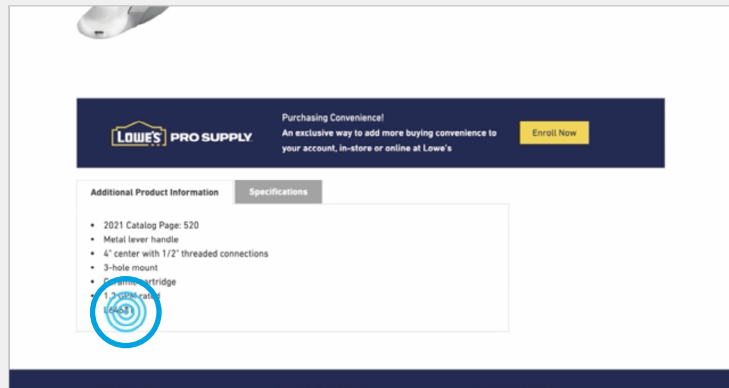 LOWE'S PRO SUPPLY
Purchasing Convenience!
An exclusive way to add more buying convenience to
your account, in-store or online at Lowe's
Enroll Now
Additional Product Information
Specifications
• 2021 Catalog Page: 520
• Metal lever handle
• 4" center with 1/2" threaded connections
• 3-hole mount
• Ceramic cartridge
• rated